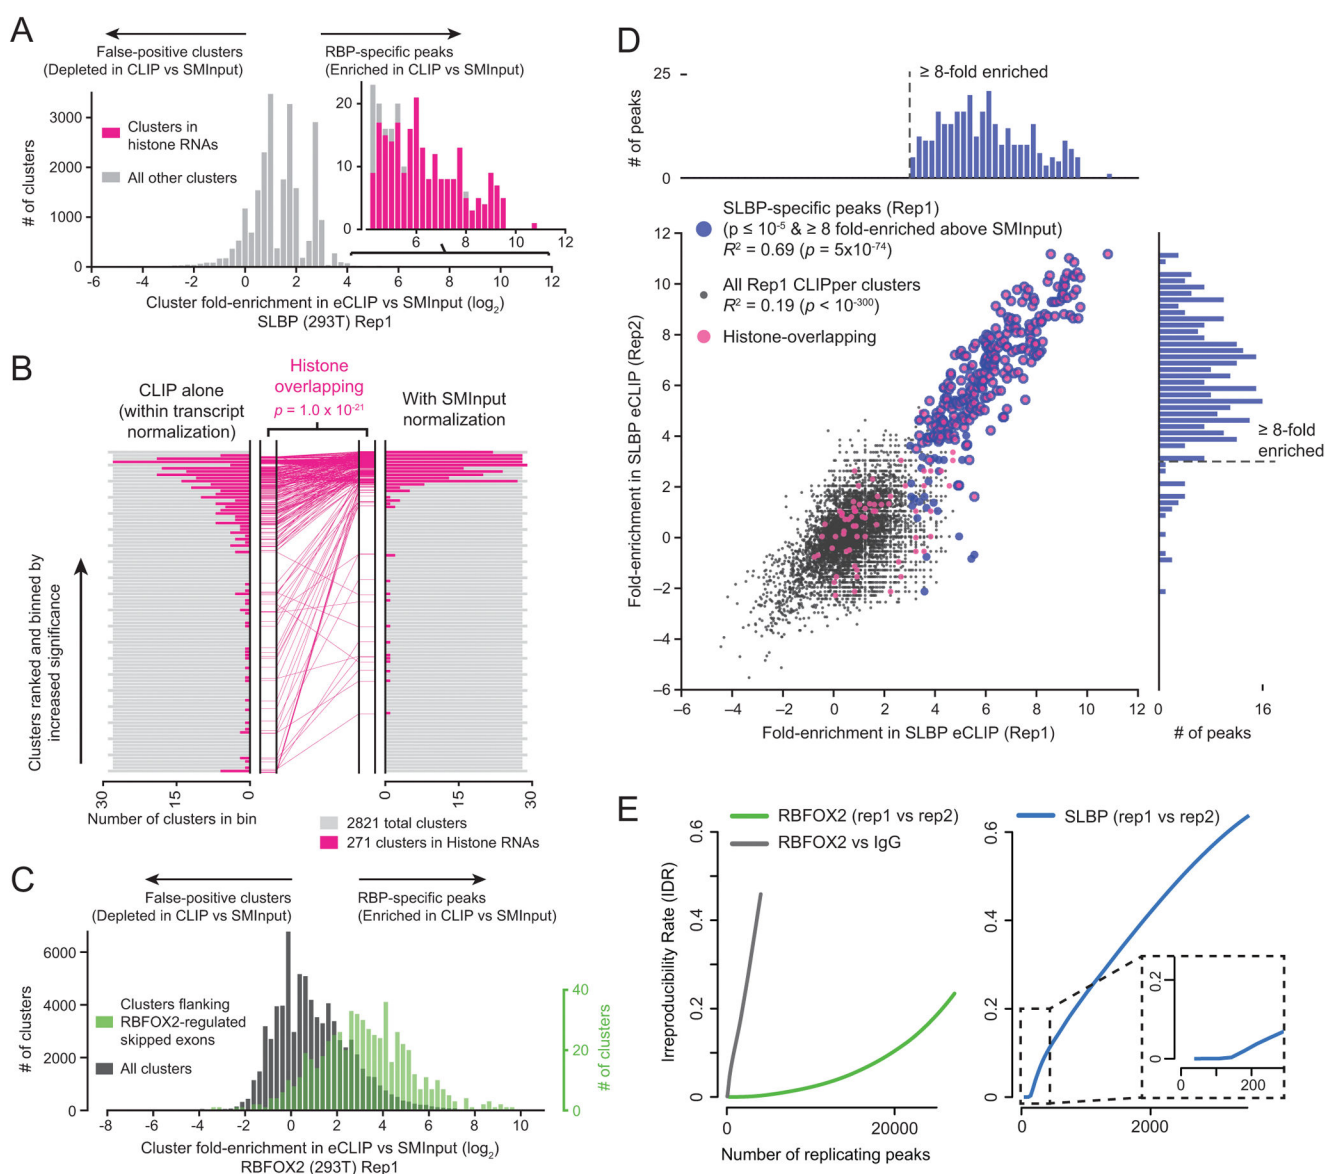 A
False-positive clusters
(Depleted in CLIP vs SMInput)
RBP-specific peaks
(Enriched in CLIP vs SMInput)
# of clusters
3000
2000
1000
0
Clusters in
histone RNAs
All other clusters
20
10
0
6
8
10
12
-6
-4
-2
0
2
4
6
8
10
12
Cluster fold-enrichment in eCLIP vs SMInput (log2)
SLBP (293T) Rep1
B
CLIP alone
(within transcript
normalization)
Histone
overlapping
p = 1.0 x 10-21
With SMInput
normalization
Clusters ranked and binned by
increased significance
30
15
0
0
15
30
Number of clusters in bin
2821 total clusters
271 clusters in Histone RNAs
C
False-positive clusters
(Depleted in CLIP vs SMInput)
RBP-specific peaks
(Enriched in CLIP vs SMInput)
# of clusters
6000
4000
2000
0
Clusters flanking
RBFOX2-regulated
skipped exons
All clusters
40
20
0
# of clusters
-8
-6
-4
-2
0
2
4
6
8
10
Cluster fold-enrichment in eCLIP vs SMInput (log2)
RBFOX2 (293T) Rep1
D
25
0
# of peaks
≥ 8-fold enriched
SLBP-specific peaks (Rep1)
(p ≤ 10-5 & ≥ 8 fold-enriched above SMInput)
R2 = 0.69 (p = 5x10-74)
All Rep1 CLIPper clusters
R2 = 0.19 (p < 10-300)
Histone-overlapping
Fold-enrichment in SLBP eCLIP (Rep2)
12
10
8
6
4
2
0
−2
−4
−6
−6
−4
−2
0
2
4
6
8
10
12
Fold-enrichment in SLBP eCLIP (Rep1)
≥ 8-fold
enriched
0
16
# of peaks
E
RBFOX2 (rep1 vs rep2)
RBFOX2 vs IgG
Irreproducibility Rate (IDR)
0.6
0.4
0.2
0
0
20000
Number of replicating peaks
SLBP (rep1 vs rep2)
0.6
0.4
0.2
0
0
2000
0.2
0
0
200